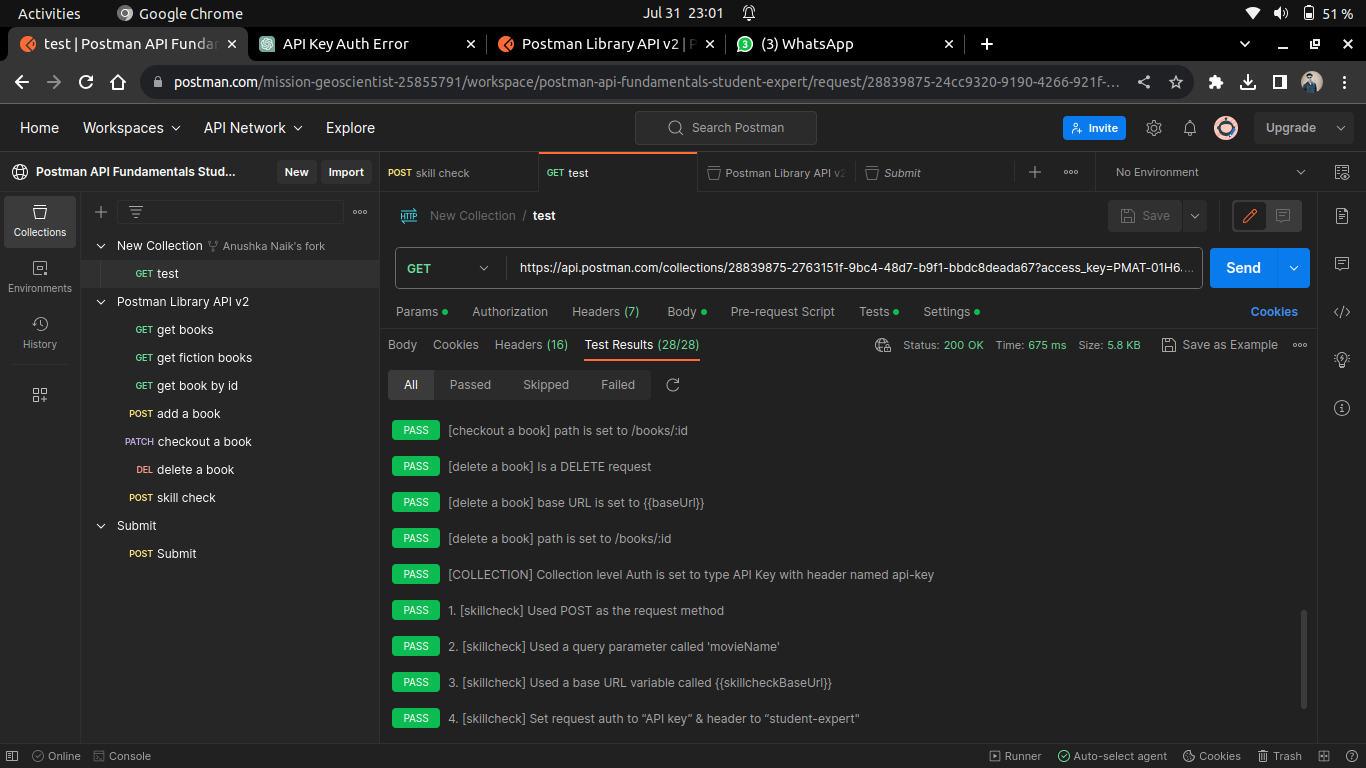 Activities Google Chrome Jul 31 23:01 51 %
test | Postman API Funda API Key Auth Error Postman Library API v2 | P (3) WhatsApp
postman.com/mission-geoscientist-25855791/workspace/postman-api-fundamentals-student-expert/request/28839875-24cc9320-9190-4266-921f-...
Home Workspaces API Network Explore Search Postman Invite Upgrade
Postman API Fundamentals Stud... New Import POST skill check GET test Postman Library API v2 Submit No Environment
Collections
Environments
History
New Collection Anushka Naik's fork
GET test
Postman Library API v2
GET get books
GET get fiction books
GET get book by id
POST add a book
PATCH checkout a book
DEL delete a book
POST skill check
Submit
POST Submit
HTTP New Collection / test Save
GET https://api.postman.com/collections/28839875-2763151f-9bc4-48d7-b9f1-bbdc8deada67?access_key=PMAT-01H6... Send
Params Authorization Headers (7) Body Pre-request Script Tests Settings Cookies
Body Cookies Headers (16) Test Results (28/28) Status: 200 OK Time: 675 ms Size: 5.8 KB Save as Example
All Passed Skipped Failed
PASS [checkout a book] path is set to /books/:id
PASS [delete a book] Is a DELETE request
PASS [delete a book] base URL is set to {{baseUrl}}
PASS [delete a book] path is set to /books/:id
PASS [COLLECTION] Collection level Auth is set to type API Key with header named api-key
PASS 1. [skillcheck] Used POST as the request method
PASS 2. [skillcheck] Used a query parameter called 'movieName'
PASS 3. [skillcheck] Used a base URL variable called {{skillcheckBaseUrl}}
PASS 4. [skillcheck] Set request auth to “API key” & header to “student-expert"
Online Console Runner Auto-select agent Cookies Trash